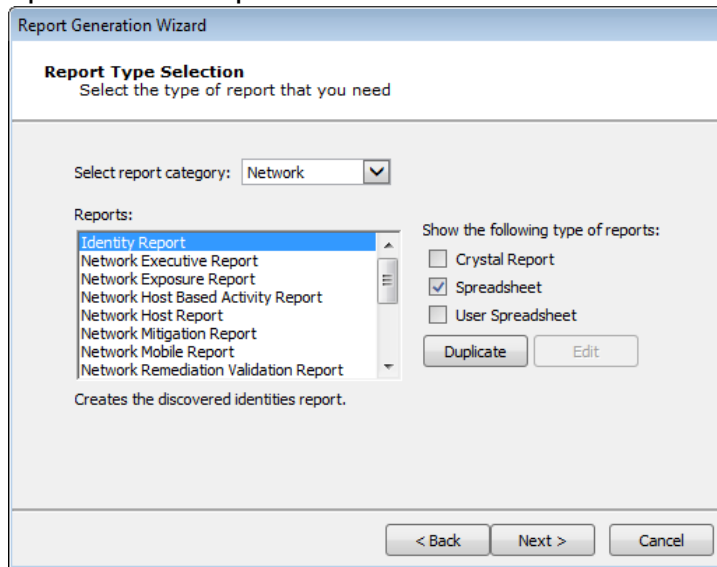 Report Generation Wizard
Report Type Selection
Select the type of report that you need
Select report category: Network
Reports:
Identity Report
Network Executive Report
Network Exposure Report
Network Host Based Activity Report
Network Host Report
Network Mitigation Report
Network Mobile Report
Network Remediation Validation Report
Creates the discovered identities report.
Show the following type of reports:
Crystal Report
Spreadsheet
User Spreadsheet
Duplicate
Edit
< Back
Next >
Cancel